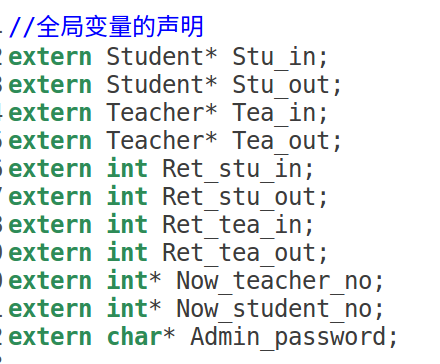 //全局变量的声明
extern Student* Stu_in;
extern Student* Stu_out;
extern Teacher* Tea_in;
extern Teacher* Tea_out;
extern int Ret_stu_in;
extern int Ret_stu_out;
extern int Ret_tea_in;
extern int Ret_tea_out;
extern int* Now_teacher_no;
extern int* Now_student_no;
extern char* Admin_password;